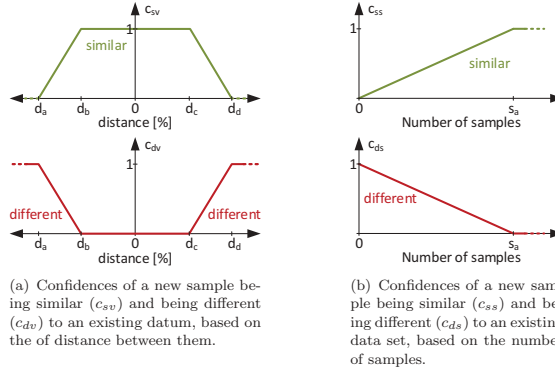 c_sv
1
similar
d_a d_b 0 d_c d_d
distance [%]
c_dv
1
different different
d_a d_b 0 d_c d_d
distance [%]
(a) Confidences of a new sample be-
ing similar (c_sv) and being different
(c_dv) to an existing datum, based on
the of distance between them.
c_ss
1
similar
0 s_a
Number of samples
c_ds
1
different
0 s_a
Number of samples
(b) Confidences of a new sam-
ple being similar (c_ss) and be-
ing different (c_ds) to an existin
data set, based on the numbe
of samples.